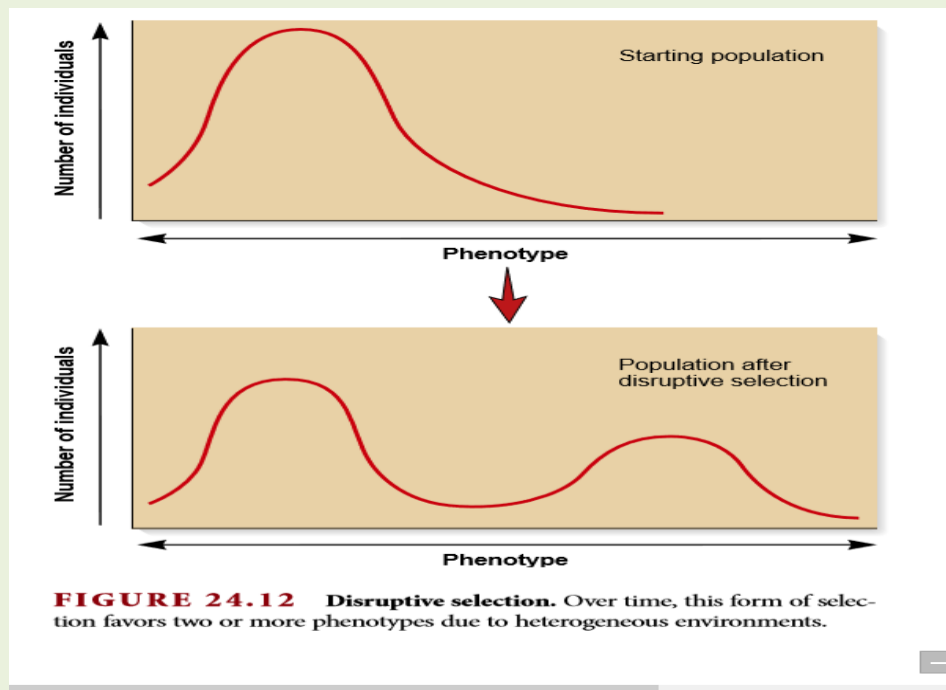 Number of individuals
Starting population
Phenotype
Number of individuals
Population after
disruptive selection
Phenotype
FIGURE 24.12 Disruptive selection. Over time, this form of selec-
tion favors two or more phenotypes due to heterogeneous environments.